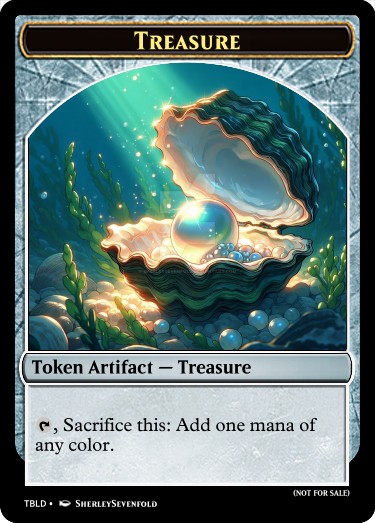 Treasure
Token Artifact — Treasure
, Sacrifice this: Add one mana of
any color.
(NOT FOR SALE)
TBLD • SherleySevenfold